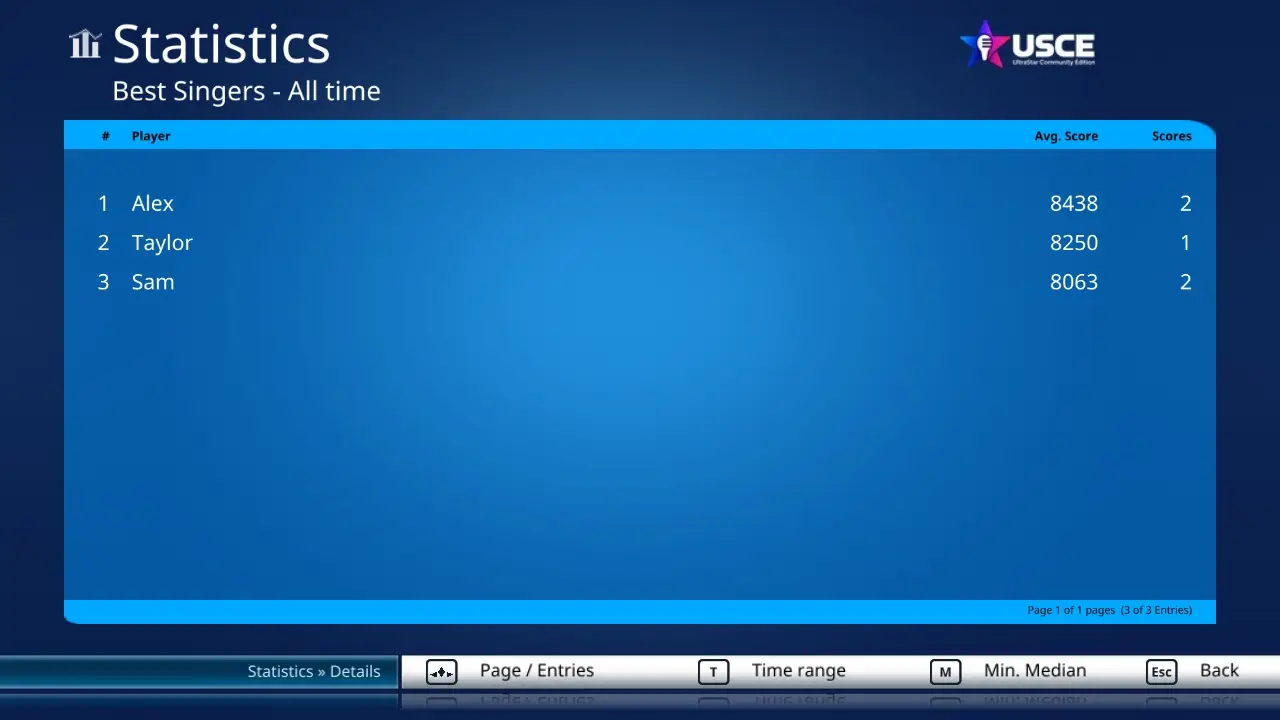 Statistics
Best Singers - All time
USCE
UltraStar Community Edition
# Player Avg. Score Scores
1 Alex 8438 2
2 Taylor 8250 1
3 Sam 8063 2
Page 1 of 1 pages (3 of 3 Entries)
Statistics » Details Page / Entries T Time range M Min. Median Esc Back